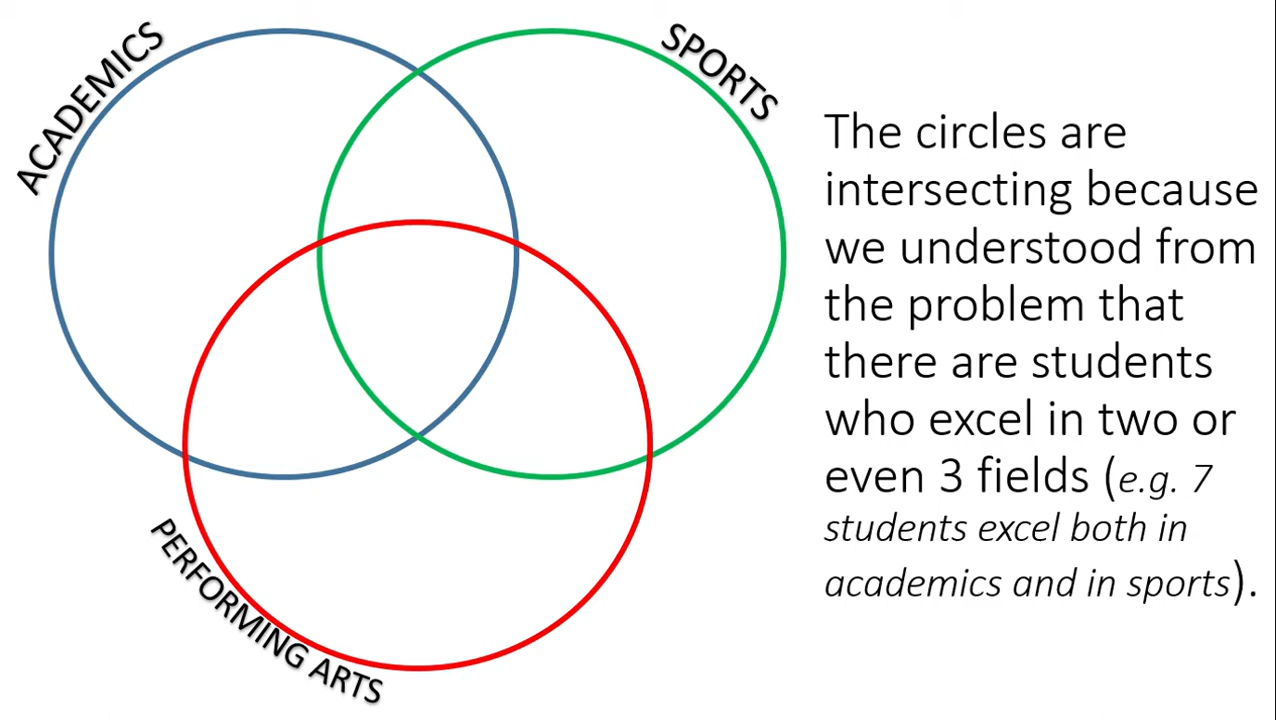 ACADEMICS
SPORTS
PERFORMING ARTS
The circles are
intersecting because
we understood from
the problem that
there are students
who excel in two or
even 3 fields (e.g. 7
students excel both in
academics and in sports).